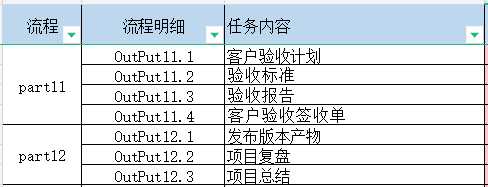 流程 流程明细 任务内容
OutPut11.1 客户验收计划
OutPut11.2 验收标准
part11
OutPut11.3 验收报告
OutPut11.4 客户验收签收单
OutPut12.1 发布版本产物
part12 OutPut12.2 项目复盘
OutPut12.3 项目总结